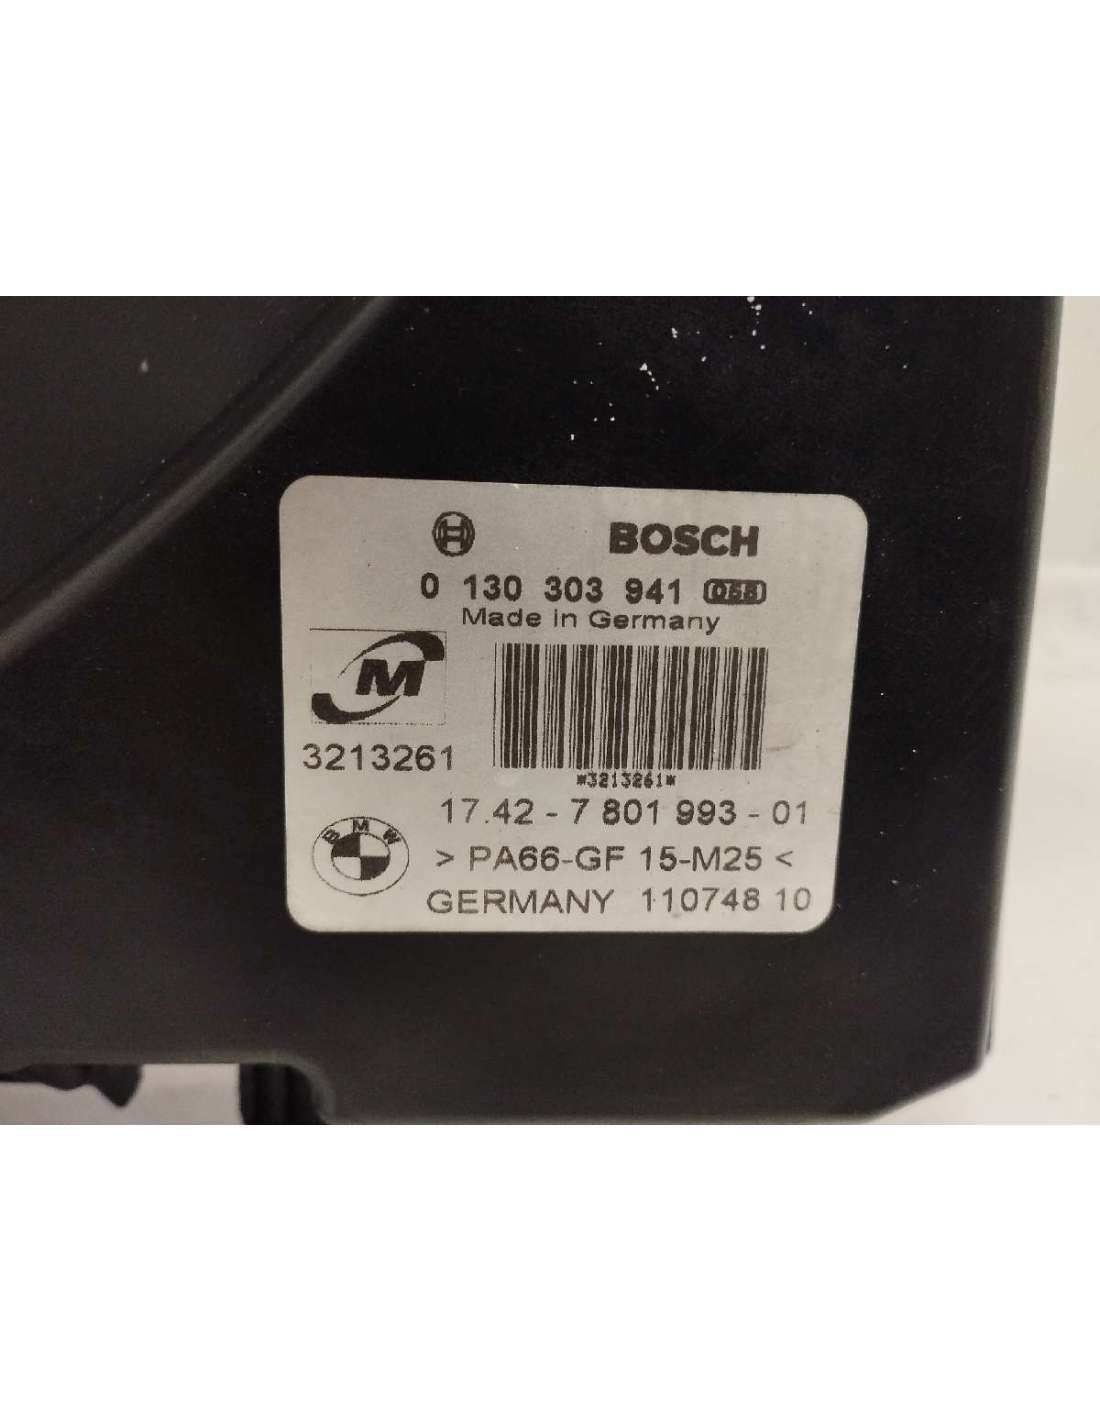 BOSCH
0 130 303 941
Made in Germany
M
3213261
*3213261*
17.42 - 7 801 993 - 01
BMW
> PA66-GF 15-M25 <
GERMANY 110748 10